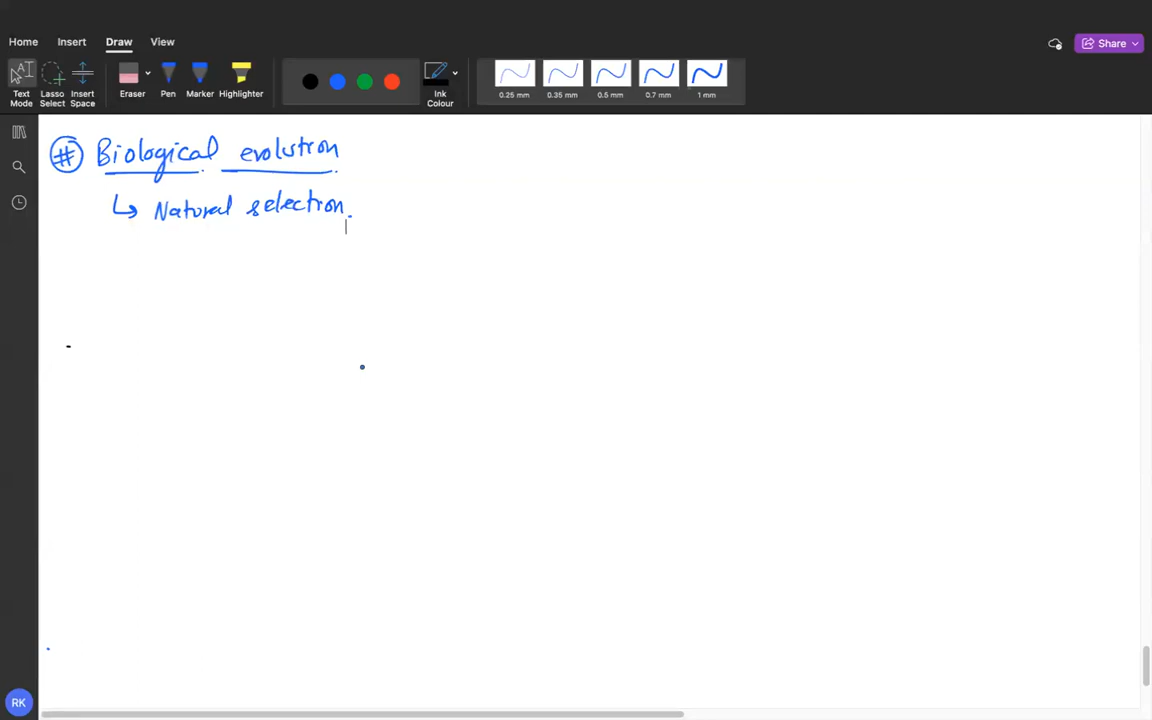 Home Insert Draw View
Share
Text Mode
Lasso Select
Insert Space
Eraser
Pen
Marker
Highlighter
Ink Colour
0.25 mm
0.35 mm
0.5 mm
0.7 mm
1 mm
# Biological evolution
↳ Natural selection.
RK